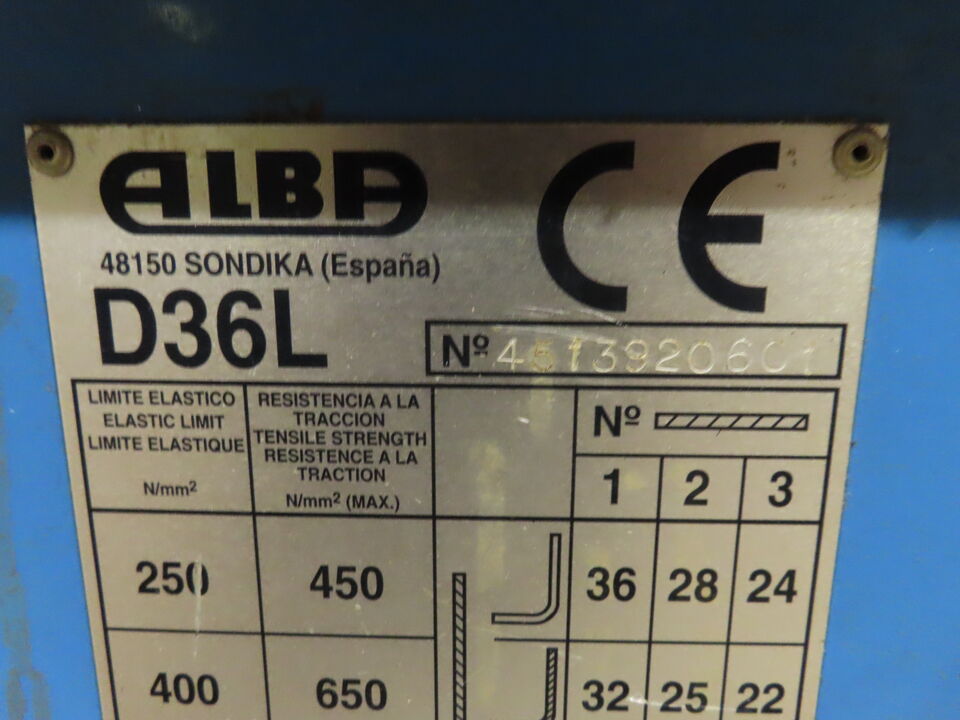 ALBA
CE
48150 SONDIKA (España)
D36L
Nº 4613920601
LIMITE ELASTICO
ELASTIC LIMIT
LIMITE ELASTIQUE
N/mm²
RESISTENCIA A LA
TRACCION
TENSILE STRENGTH
RESISTENCE A LA
TRACTION
N/mm² (MAX.)
Nº
1 2 3
250 450 36 28 24
400 650 32 25 22